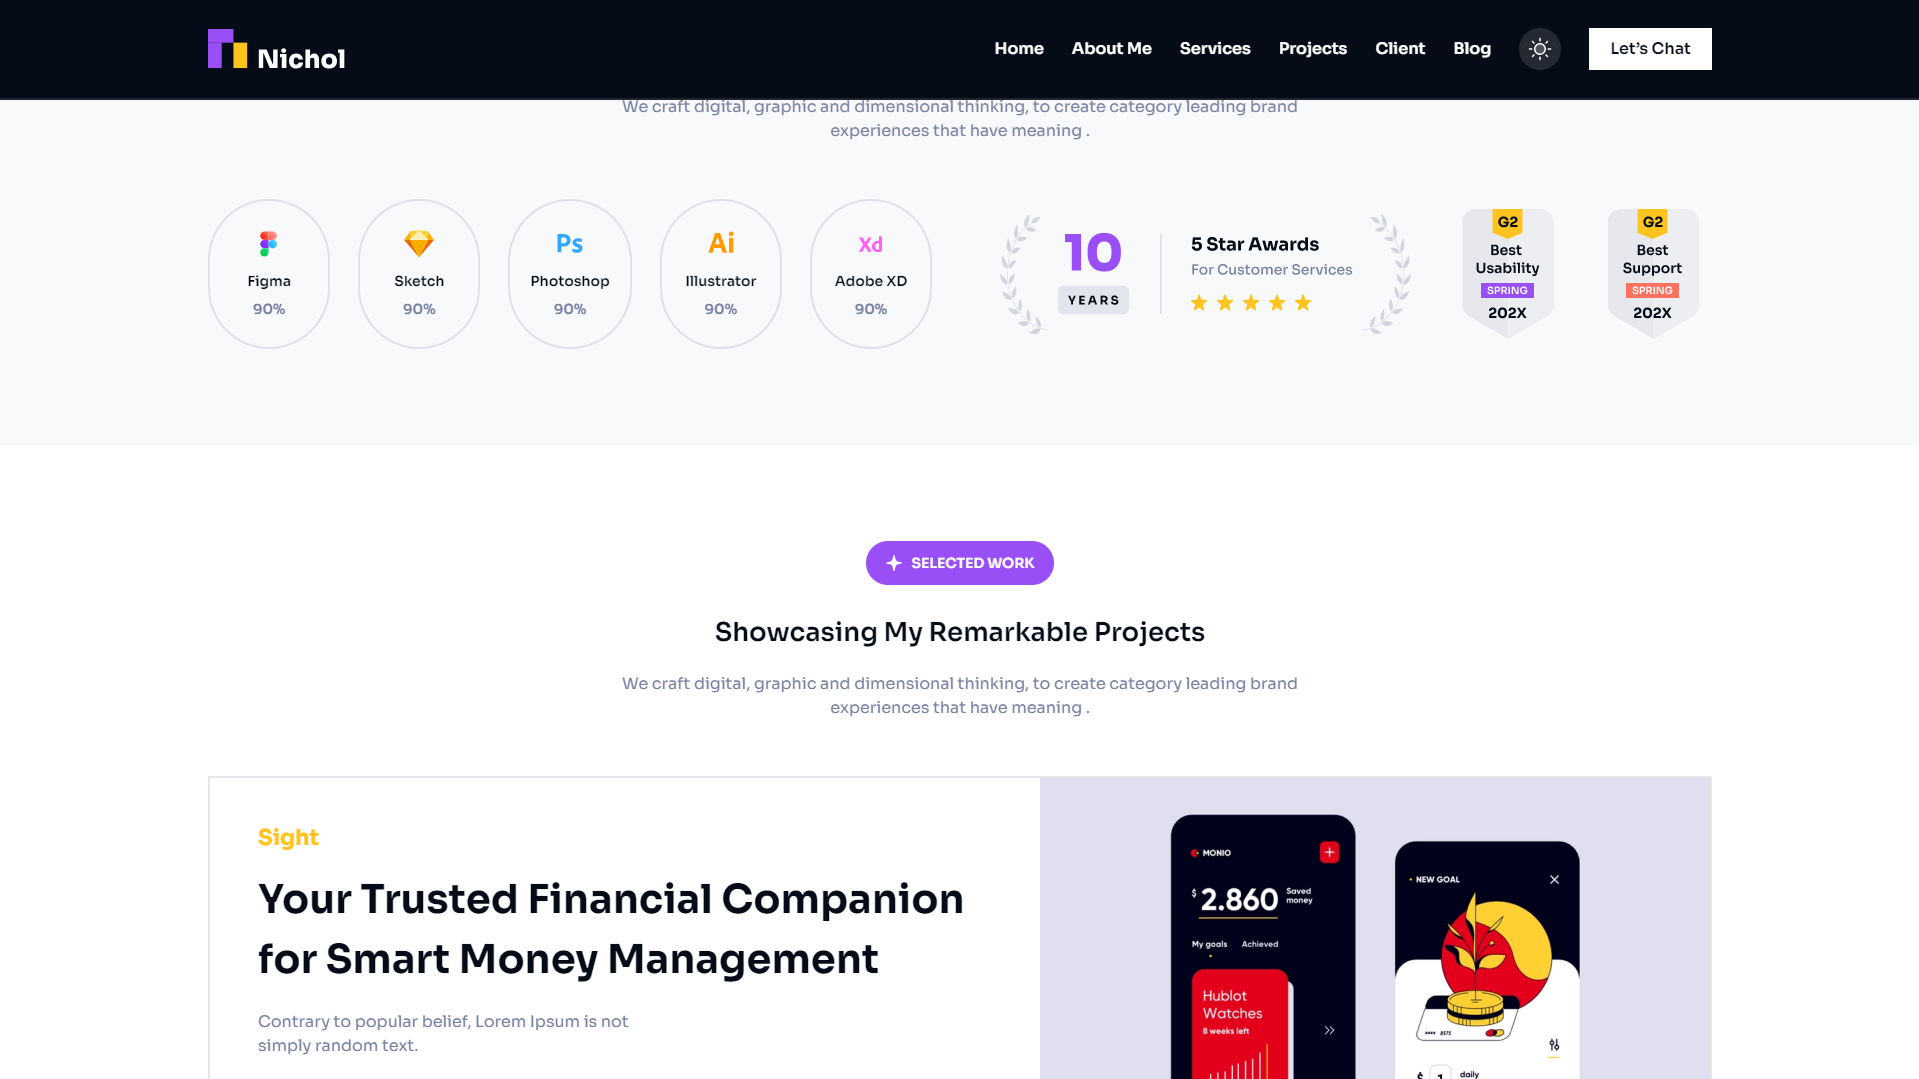 Nichol
Home
About Me
Services
Projects
Client
Blog
Let's Chat
We craft digital, graphic and dimensional thinking, to create category leading brand
experiences that have meaning .
Ps
Ai
Xd
Figma
Sketch
Photoshop
Illustrator
Adobe XD
90%
90%
90%
90%
90%
10
YEARS
5 Star Awards
For Customer Services
G2
Best
Usability
SPRING
202X
G2
Best
Support
SPRING
202X
SELECTED WORK
Showcasing My Remarkable Projects
We craft digital, graphic and dimensional thinking, to create category leading brand
experiences that have meaning .
Sight
Your Trusted Financial Companion
for Smart Money Management
Contrary to popular belief, Lorem Ipsum is not
simply random text.
MONIO
$ 2.860
Saved
money
My goals
Achieved
Hublot
Watches
8 weeks left
NEW GOAL
8575
$ 1
daily